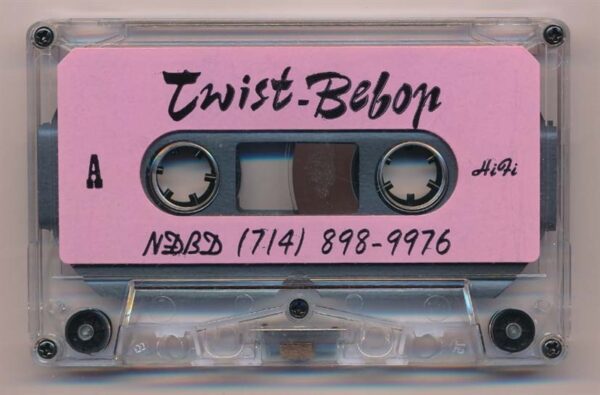 Twist-Bebop
A
HiFi
NDBD (714) 898-9976